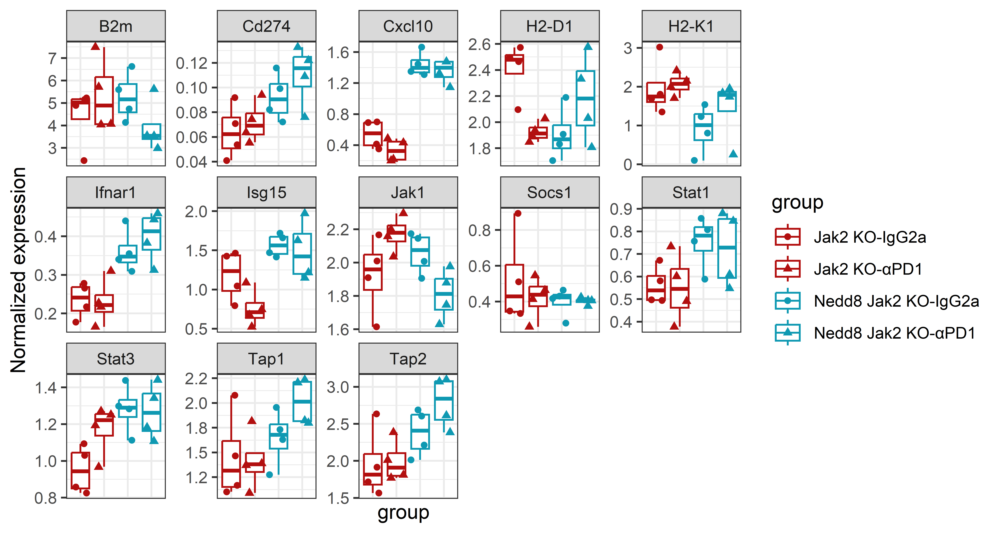 B2m Cd274 Cxcl10 H2-D1 H2-K1
7 6 5 4 3
0.12 0.10 0.08 0.06 0.04
1.6 1.2 0.8 0.4
2.6 2.4 2.2 2.0 1.8
3 2 1 0
Normalized expression
Ifnar1 Isg15 Jak1 Socs1 Stat1
0.4 0.3 0.2
2.0 1.5 1.0 0.5
2.2 2.0 1.8 1.6
0.8 0.6 0.4
0.9 0.8 0.7 0.6 0.5 0.4
Stat3 Tap1 Tap2
1.4 1.2 1.0 0.8
2.2 2.0 1.8 1.5 1.2
3.0 2.5 2.0 1.5
group
group
Jak2 KO-IgG2a
Jak2 KO-αPD1
Nedd8 Jak2 KO-IgG2a
Nedd8 Jak2 KO-αPD1